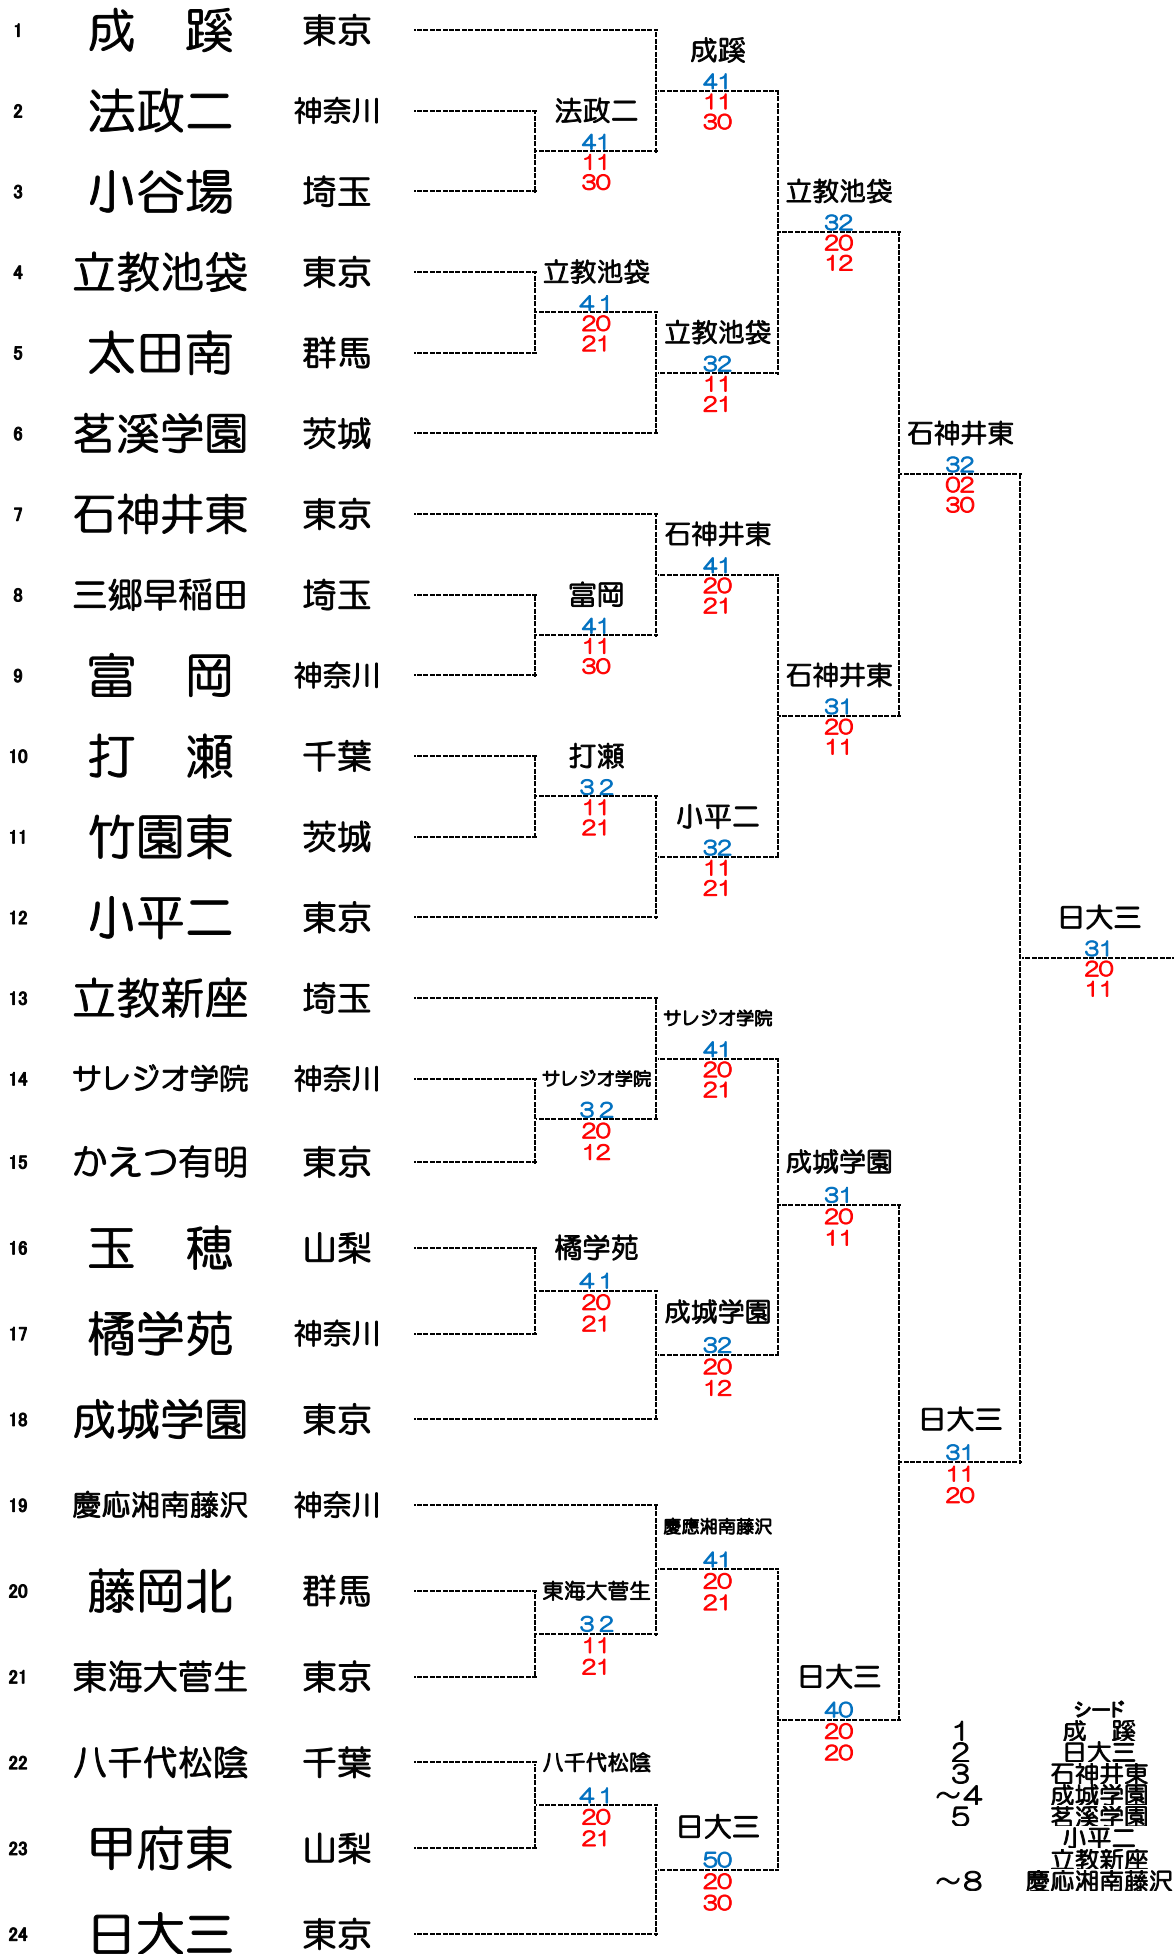 1 成　蹊 東京
成蹊
41
11
30
2 法政二 神奈川
法政二
41
11
30
3 小谷場 埼玉
立教池袋
32
20
12
4 立教池袋 東京
立教池袋
41
20
21
5 太田南 群馬
立教池袋
32
11
21
6 茗溪学園 茨城
石神井東
32
02
30
7 石神井東 東京
石神井東
41
20
21
8 三郷早稲田 埼玉
富岡
41
11
30
9 富　岡 神奈川
石神井東
31
20
11
10 打　瀬 千葉
打瀬
32
11
21
11 竹園東 茨城
小平二
32
11
21
12 小平二 東京
日大三
31
20
11
13 立教新座 埼玉
サレジオ学院
41
20
21
14 サレジオ学院 神奈川
サレジオ学院
32
20
12
15 かえつ有明 東京
成城学園
31
20
11
16 玉　穂 山梨
橘学苑
41
20
21
17 橘学苑 神奈川
成城学園
32
20
12
18 成城学園 東京
日大三
31
11
20
19 慶応湘南藤沢 神奈川
慶應湘南藤沢
41
20
21
20 藤岡北 群馬
東海大菅生
32
11
21
21 東海大菅生 東京
日大三
40
20
20
22 八千代松陰 千葉
八千代松陰
41
20
21
23 甲府東 山梨
日大三
50
20
30
24 日大三 東京
シード
1 成　蹊
2 日大三
3 石神井東
～4 成城学園
5 茗溪学園
小平二
立教新座
～8 慶応湘南藤沢